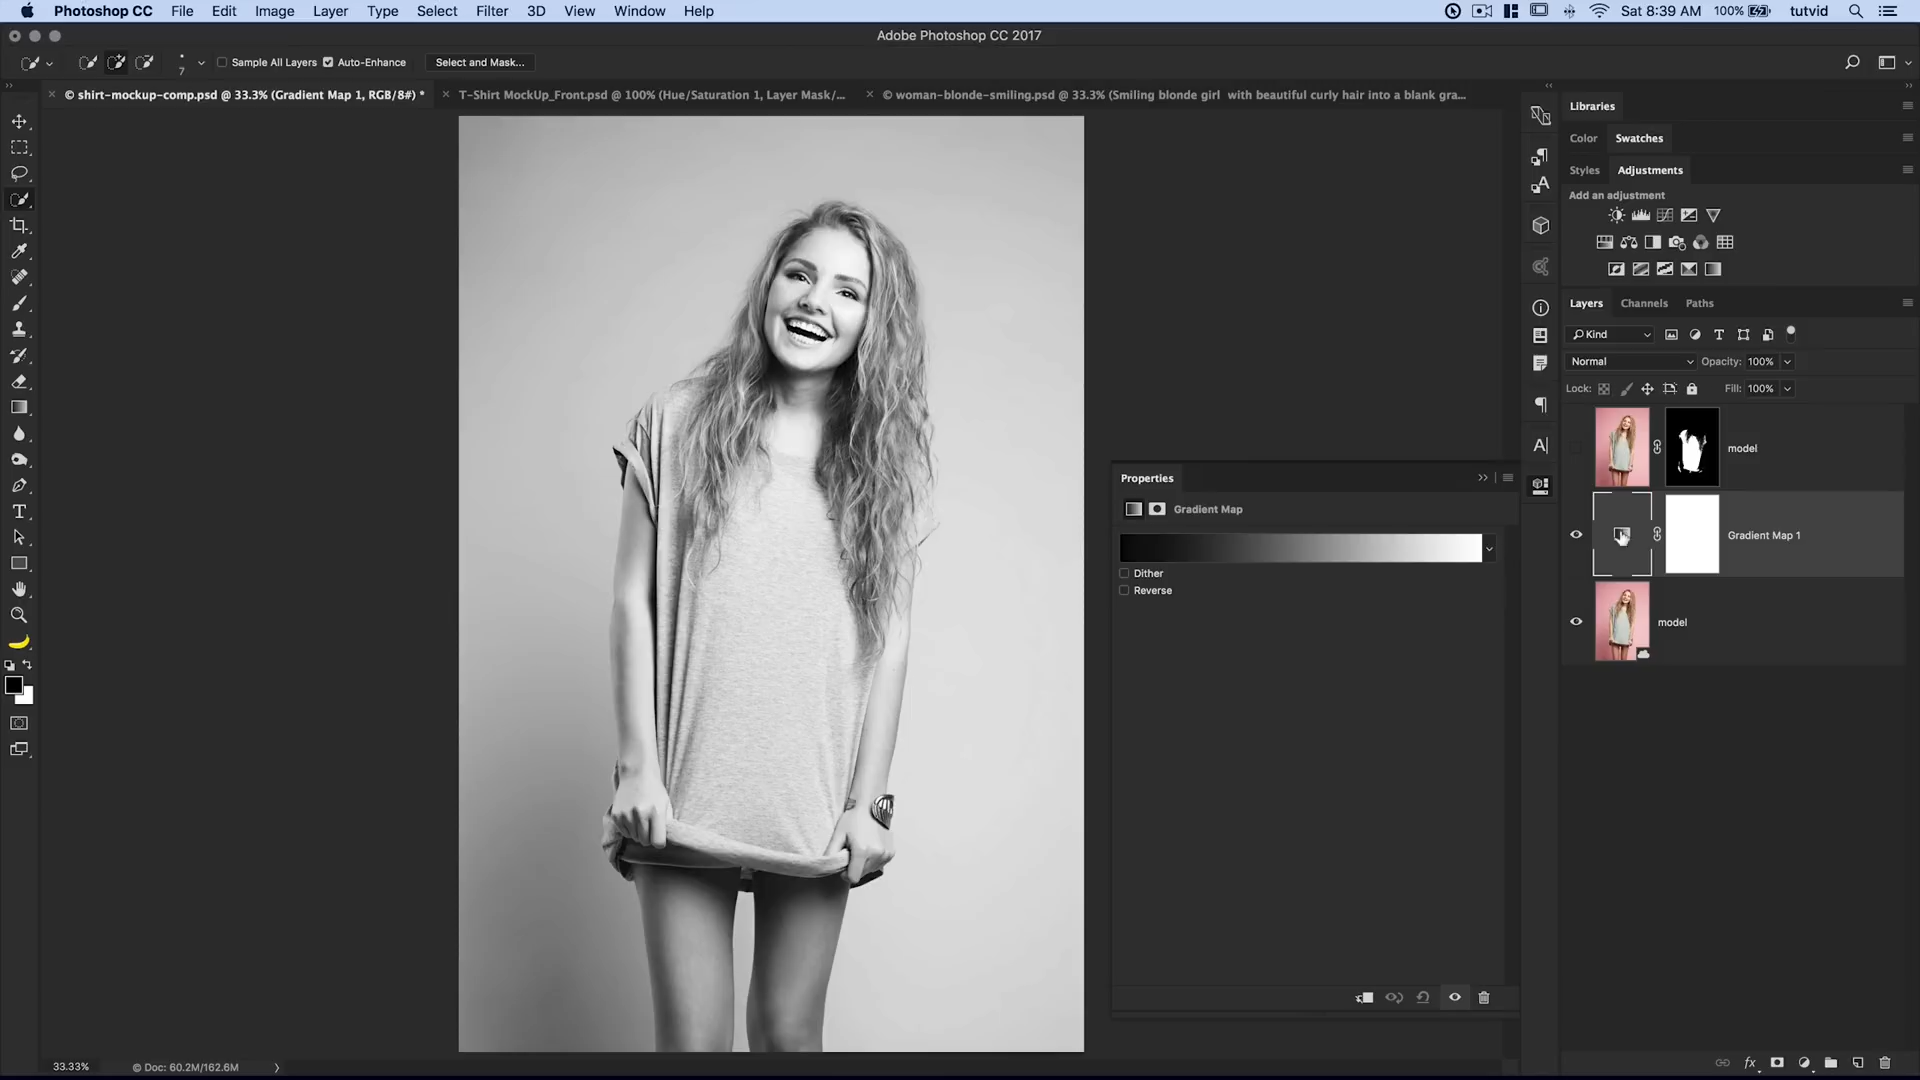 Photoshop CC File Edit Image Layer Type Select Filter 3D View Window Help Sat 8:39 AM 100% tutvid
Adobe Photoshop CC 2017
7 Sample All Layers Auto-Enhance Select and Mask...
© shirt-mockup-comp.psd @ 33.3% (Gradient Map 1, RGB/8#) * T-Shirt MockUp_Front.psd @ 100% (Hue/Saturation 1, Layer Mask/... © woman-blonde-smiling.psd @ 33.3% (Smiling blonde girl with beautiful curly hair into a blank gra...
Libraries
Color Swatches
Styles Adjustments
Add an adjustment
Layers Channels Paths
Kind
Normal Opacity: 100%
Lock: Fill: 100%
model
Properties
Gradient Map
Gradient Map 1
Dither
Reverse
model
33.33% © Doc: 60.2M/162.6M